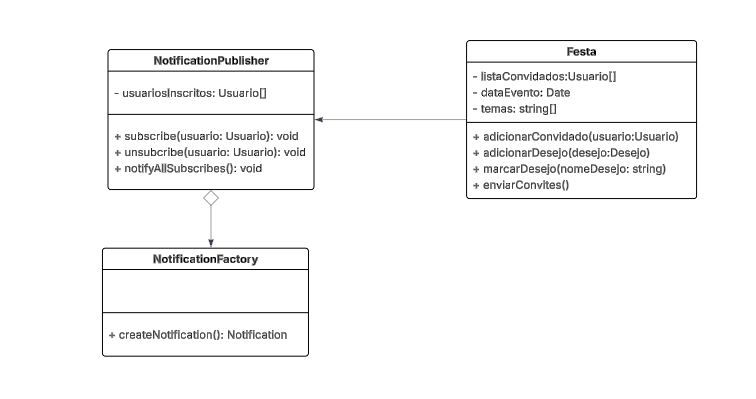 NotificationPublisher
- usuariosInscritos: Usuario[]
+ subscribe(usuario: Usuario): void
+ unsubcribe(usuario: Usuario): void
+ notifyAllSubscribes(): void
Festa
- listaConvidados:Usuario[]
- dataEvento: Date
- temas: string[]
+ adicionarConvidado(usuario:Usuario)
+ adicionarDesejo(desejo:Desejo)
+ marcarDesejo(nomeDesejo: string)
+ enviarConvites()
NotificationFactory
+ createNotification(): Notification